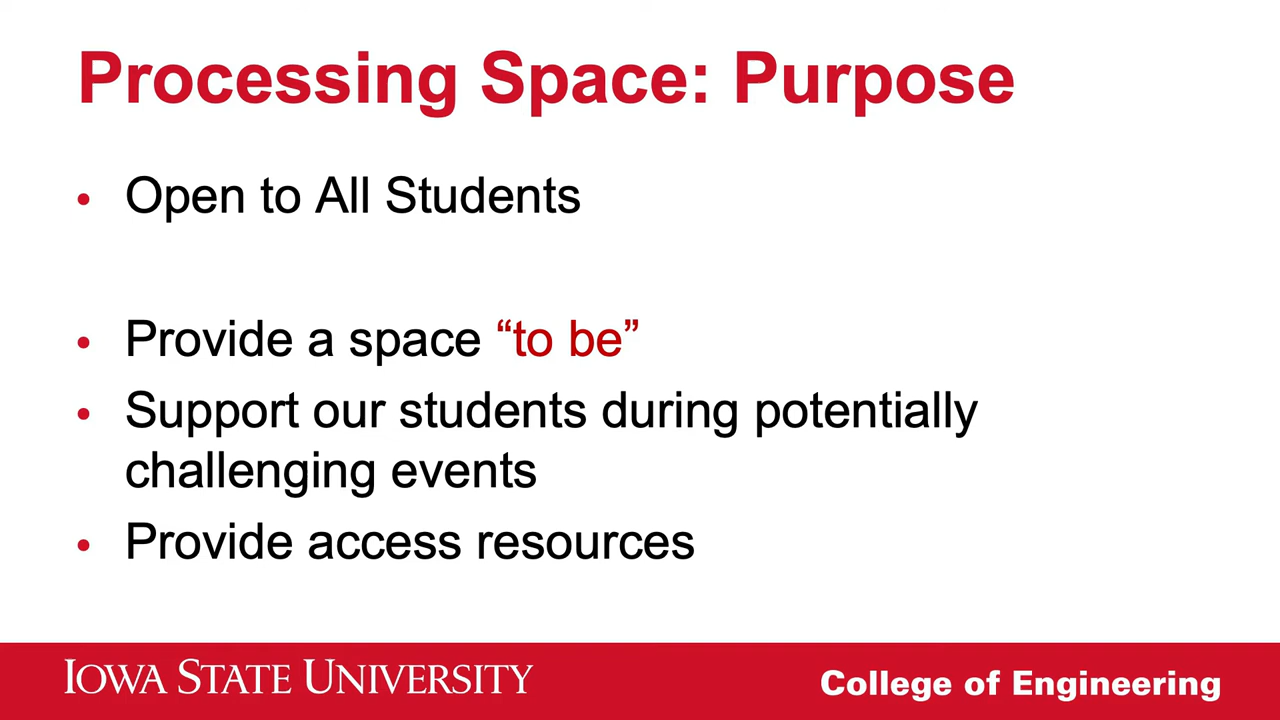 Processing Space: Purpose
• Open to All Students
• Provide a space “to be”
• Support our students during potentially
challenging events
• Provide access resources
IOWA STATE UNIVERSITY
College of Engineering